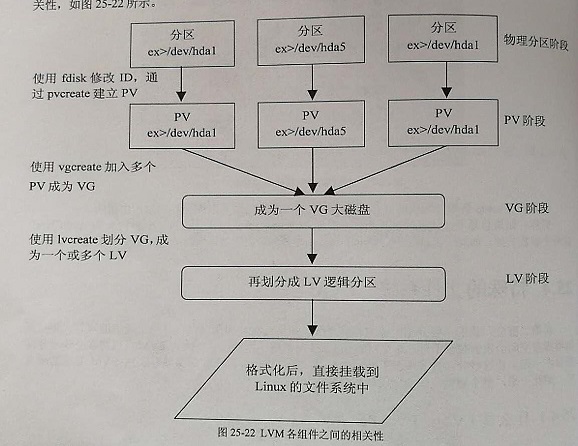 关性，如图 25-22 所示。
分区
ex>/dev/hda1
分区
ex>/dev/hda5
分区
ex>/dev/hda1
物理分区阶段
使用 fdisk 修改 ID，通
过 pvcreate 建立 PV
PV
ex>/dev/hda1
PV
ex>/dev/hda5
PV
ex>/dev/hda1
PV 阶段
使用 vgcreate 加入多个
PV 成为 VG
成为一个 VG 大磁盘
VG 阶段
使用 lvcreate 划分 VG，成
为一个或多个 LV
再划分成 LV 逻辑分区
LV 阶段
格式化后，直接挂载到
Linux 的文件系统中
图 25-22 LVM 各组件之间的相关性